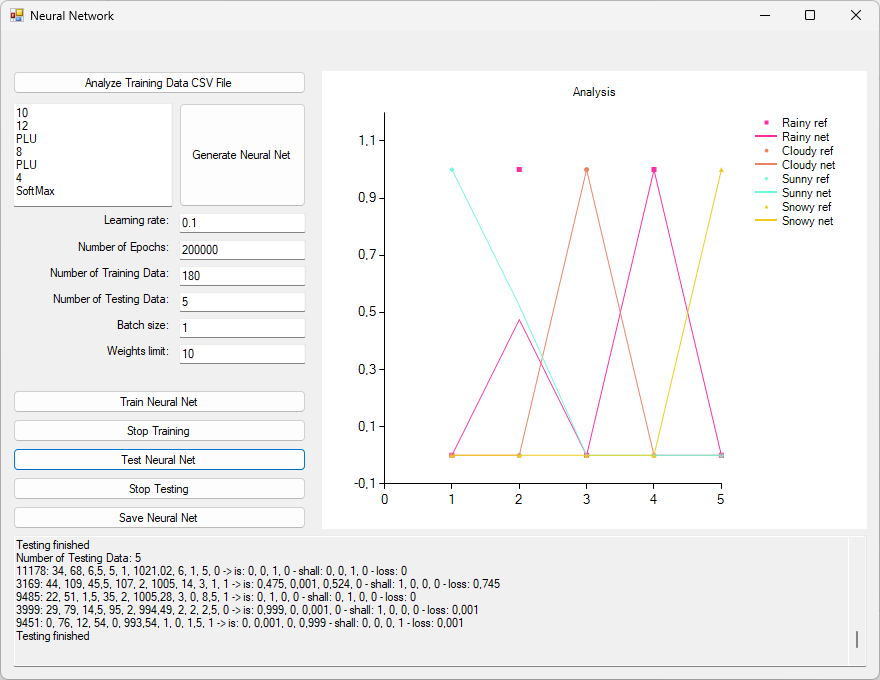 Neural Network
Analyze Training Data CSV File
10
12
PLU
8
PLU
4
SoftMax
Generate Neural Net
Learning rate: 0.1
Number of Epochs: 200000
Number of Training Data: 180
Number of Testing Data: 5
Batch size: 1
Weights limit: 10
Train Neural Net
Stop Training
Test Neural Net
Stop Testing
Save Neural Net
Analysis
1,1
0,9
0,7
0,5
0,3
0,1
-0,1
0 1 2 3 4 5
Rainy ref
Rainy net
Cloudy ref
Cloudy net
Sunny ref
Sunny net
Snowy ref
Snowy net
Testing finished
Number of Testing Data: 5
11178: 34, 68, 6,5, 5, 1, 1021,02, 6, 1, 5, 0 -> is: 0, 0, 1, 0 - shall: 0, 0, 1, 0 - loss: 0
3169: 44, 109, 45,5, 107, 2, 1005, 14, 3, 1, 1 -> is: 0,475, 0,001, 0,524, 0 - shall: 1, 0, 0, 0 - loss: 0,745
9485: 22, 51, 1,5, 35, 2, 1005,28, 3, 0, 8,5, 1 -> is: 0, 1, 0, 0 - shall: 0, 1, 0, 0 - loss: 0
3999: 29, 79, 14,5, 95, 2, 994,49, 2, 2, 2,5, 0 -> is: 0,999, 0, 0,001, 0 - shall: 1, 0, 0, 0 - loss: 0,001
9451: 0, 76, 12, 54, 0, 993,54, 1, 0, 1,5, 1 -> is: 0, 0,001, 0, 0,999 - shall: 0, 0, 0, 1 - loss: 0,001
Testing finished